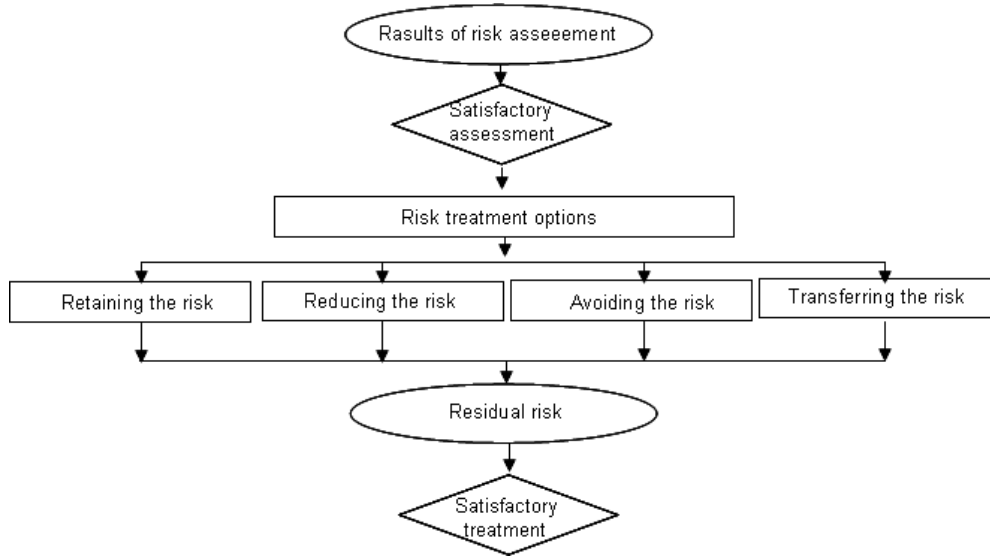 Rasults of risk asseeement
Satisfactory
assessment
Risk treatment options
Retaining the risk
Reducing the risk
Avoiding the risk
Transferring the risk
Residual risk
Satisfactory
treatment